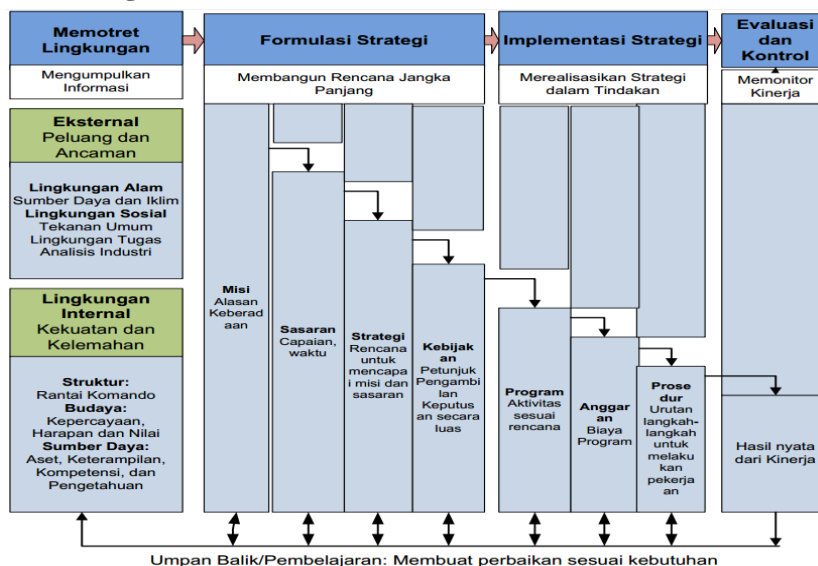 Memotret
Lingkungan
Formulasi Strategi
Implementasi Strategi
Evaluasi
dan
Kontrol
Mengumpulkan
Informasi
Membangun Rencana Jangka
Panjang
Merealisasikan Strategi
dalam Tindakan
Memonitor
Kinerja
Eksternal
Peluang dan
Ancaman
Lingkungan Alam
Sumber Daya dan Iklim
Lingkungan Sosial
Tekanan Umum
Lingkungan Tugas
Analisis Industri
Lingkungan
Internal
Kekuatan dan
Kelemahan
Struktur:
Rantai Komando
Budaya:
Kepercayaan,
Harapan dan Nilai
Sumber Daya:
Aset, Keterampilan,
Kompetensi, dan
Pengetahuan
Misi
Alasan
Keberad
aan
Sasaran
Capaian,
waktu
Strategi
Rencana
untuk
mencapa
i misi dan
sasaran
Kebijak
an
Petunjuk
Pengambi
lan
Keputus
an secara
luas
Program
Aktivitas
sesuai
rencana
Anggar
an
Biaya
Program
Prose
dur
Urutan
langkah-
langkah
untuk
melaku
kan
pekerja
an
Hasil nyata
dari Kinerja
Umpan Balik/Pembelajaran: Membuat perbaikan sesuai kebutuhan